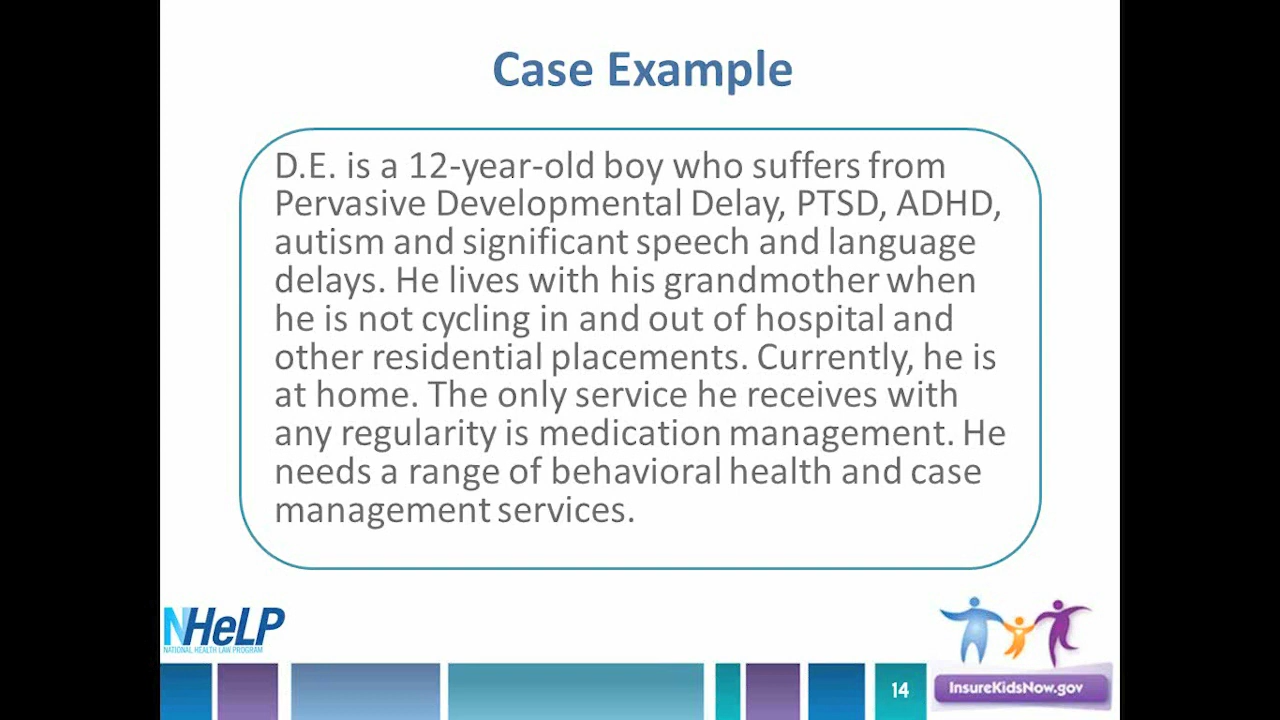 Case Example
D.E. is a 12-year-old boy who suffers from
Pervasive Developmental Delay, PTSD, ADHD,
autism and significant speech and language
delays. He lives with his grandmother when
he is not cycling in and out of hospital and
other residential placements. Currently, he is
at home. The only service he receives with
any regularity is medication management. He
needs a range of behavioral health and case
management services.
NHeLP
NATIONAL HEALTH LAW PROGRAM
14
InsureKidsNow.gov